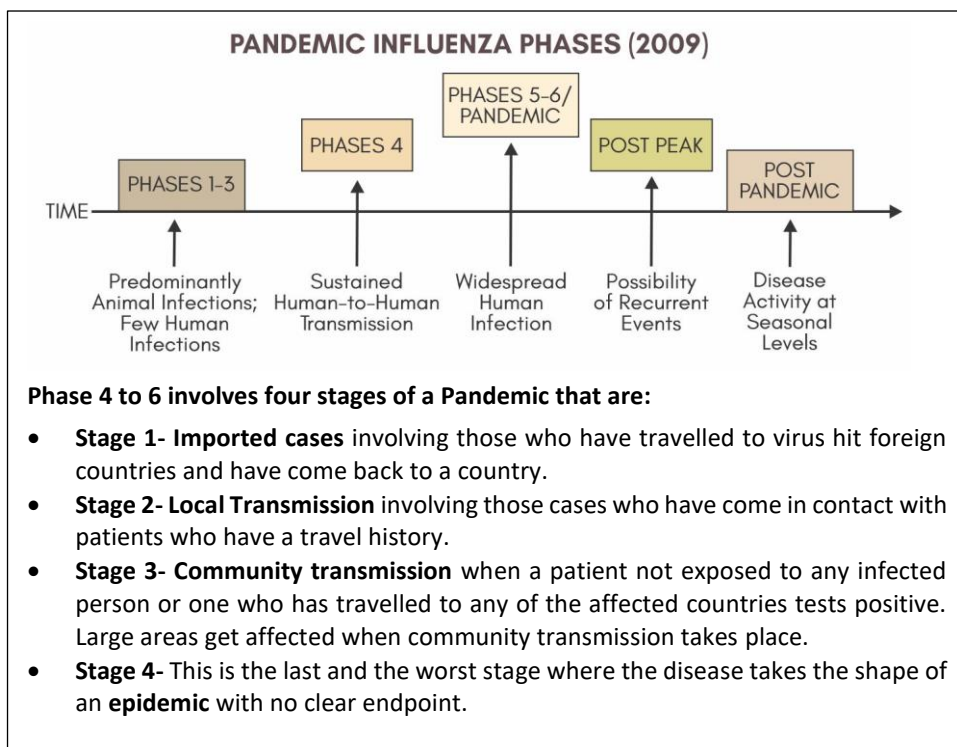 PANDEMIC INFLUENZA PHASES (2009)
PHASES 1-3
PHASES 4
PHASES 5-6/
PANDEMIC
POST PEAK
POST
PANDEMIC
TIME
Predominantly
Animal Infections;
Few Human
Infections
Sustained
Human-to-Human
Transmission
Widespread
Human
Infection
Possibility
of Recurrent
Events
Disease
Activity at
Seasonal
Levels
Phase 4 to 6 involves four stages of a Pandemic that are:
• Stage 1- Imported cases involving those who have travelled to virus hit foreign
countries and have come back to a country.
• Stage 2- Local Transmission involving those cases who have come in contact with
patients who have a travel history.
• Stage 3- Community transmission when a patient not exposed to any infected
person or one who has travelled to any of the affected countries tests positive.
Large areas get affected when community transmission takes place.
• Stage 4- This is the last and the worst stage where the disease takes the shape of
an epidemic with no clear endpoint.